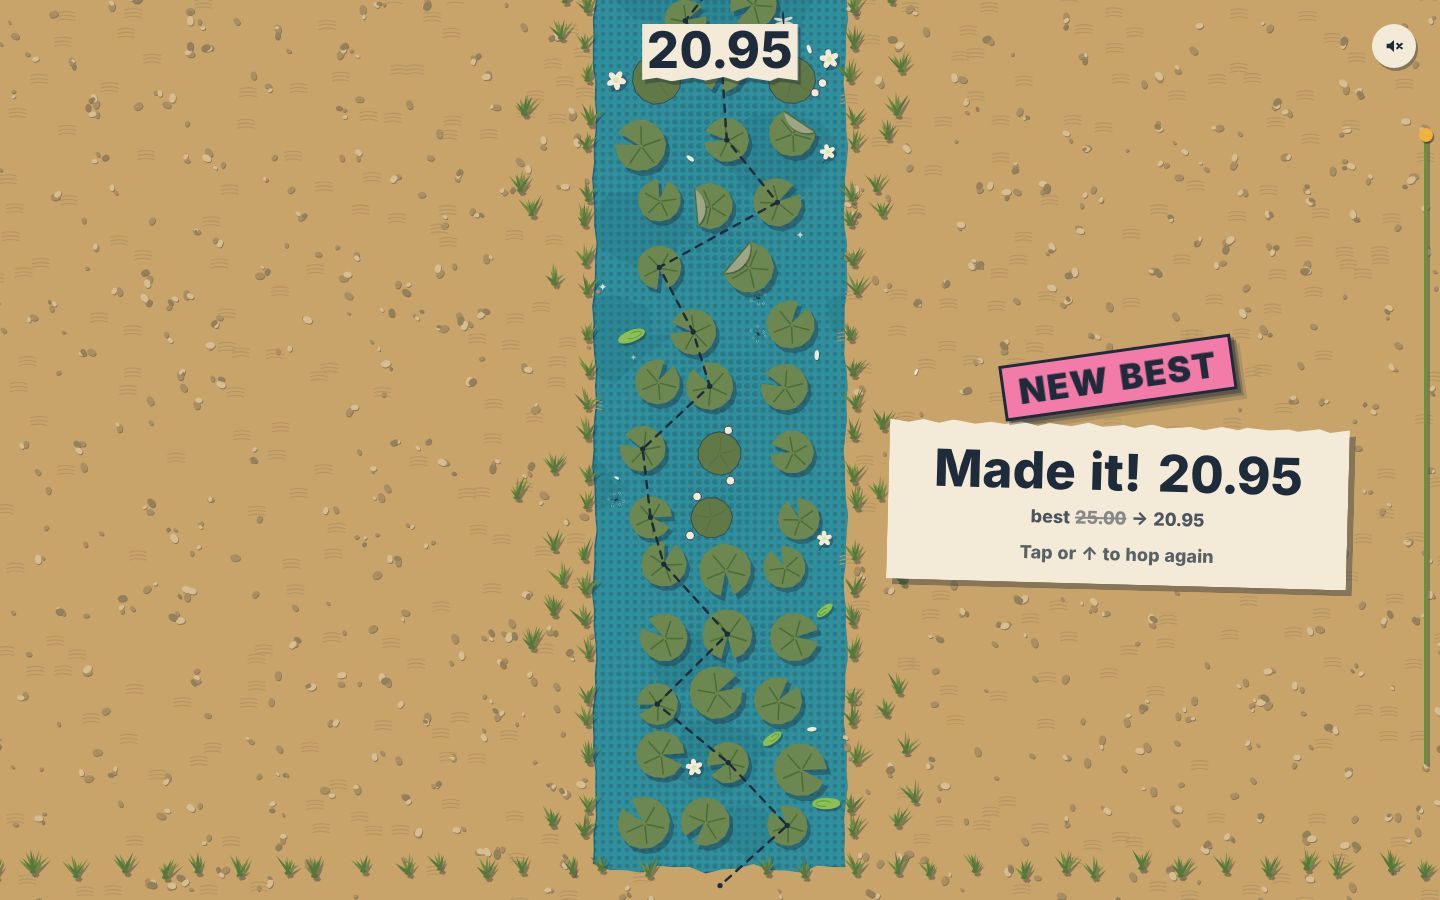 20.95
NEW BEST
Made it! 20.95
best 25.00 → 20.95
Tap or ↑ to hop again